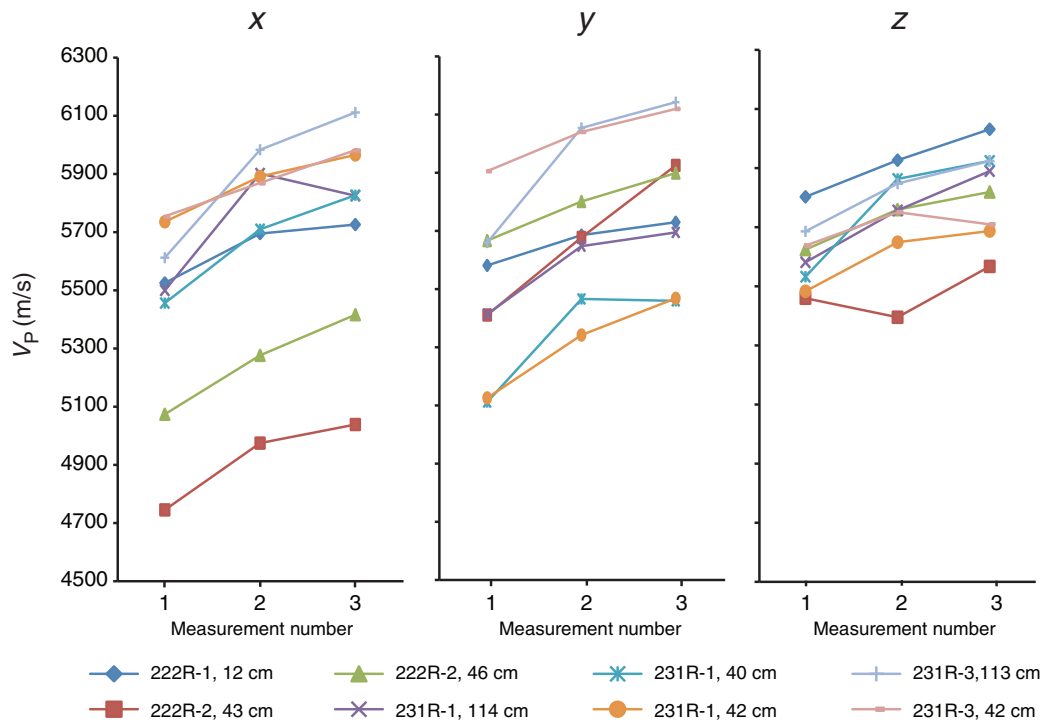 x y z
6300
6100
5900
5700
5500
5300
5100
4900
4700
4500
V_P (m/s)
1 2 3 1 2 3 1 2 3
Measurement number Measurement number Measurement number
222R-1, 12 cm 222R-2, 46 cm 231R-1, 40 cm 231R-3,113 cm
222R-2, 43 cm 231R-1, 114 cm 231R-1, 42 cm 231R-3, 42 cm